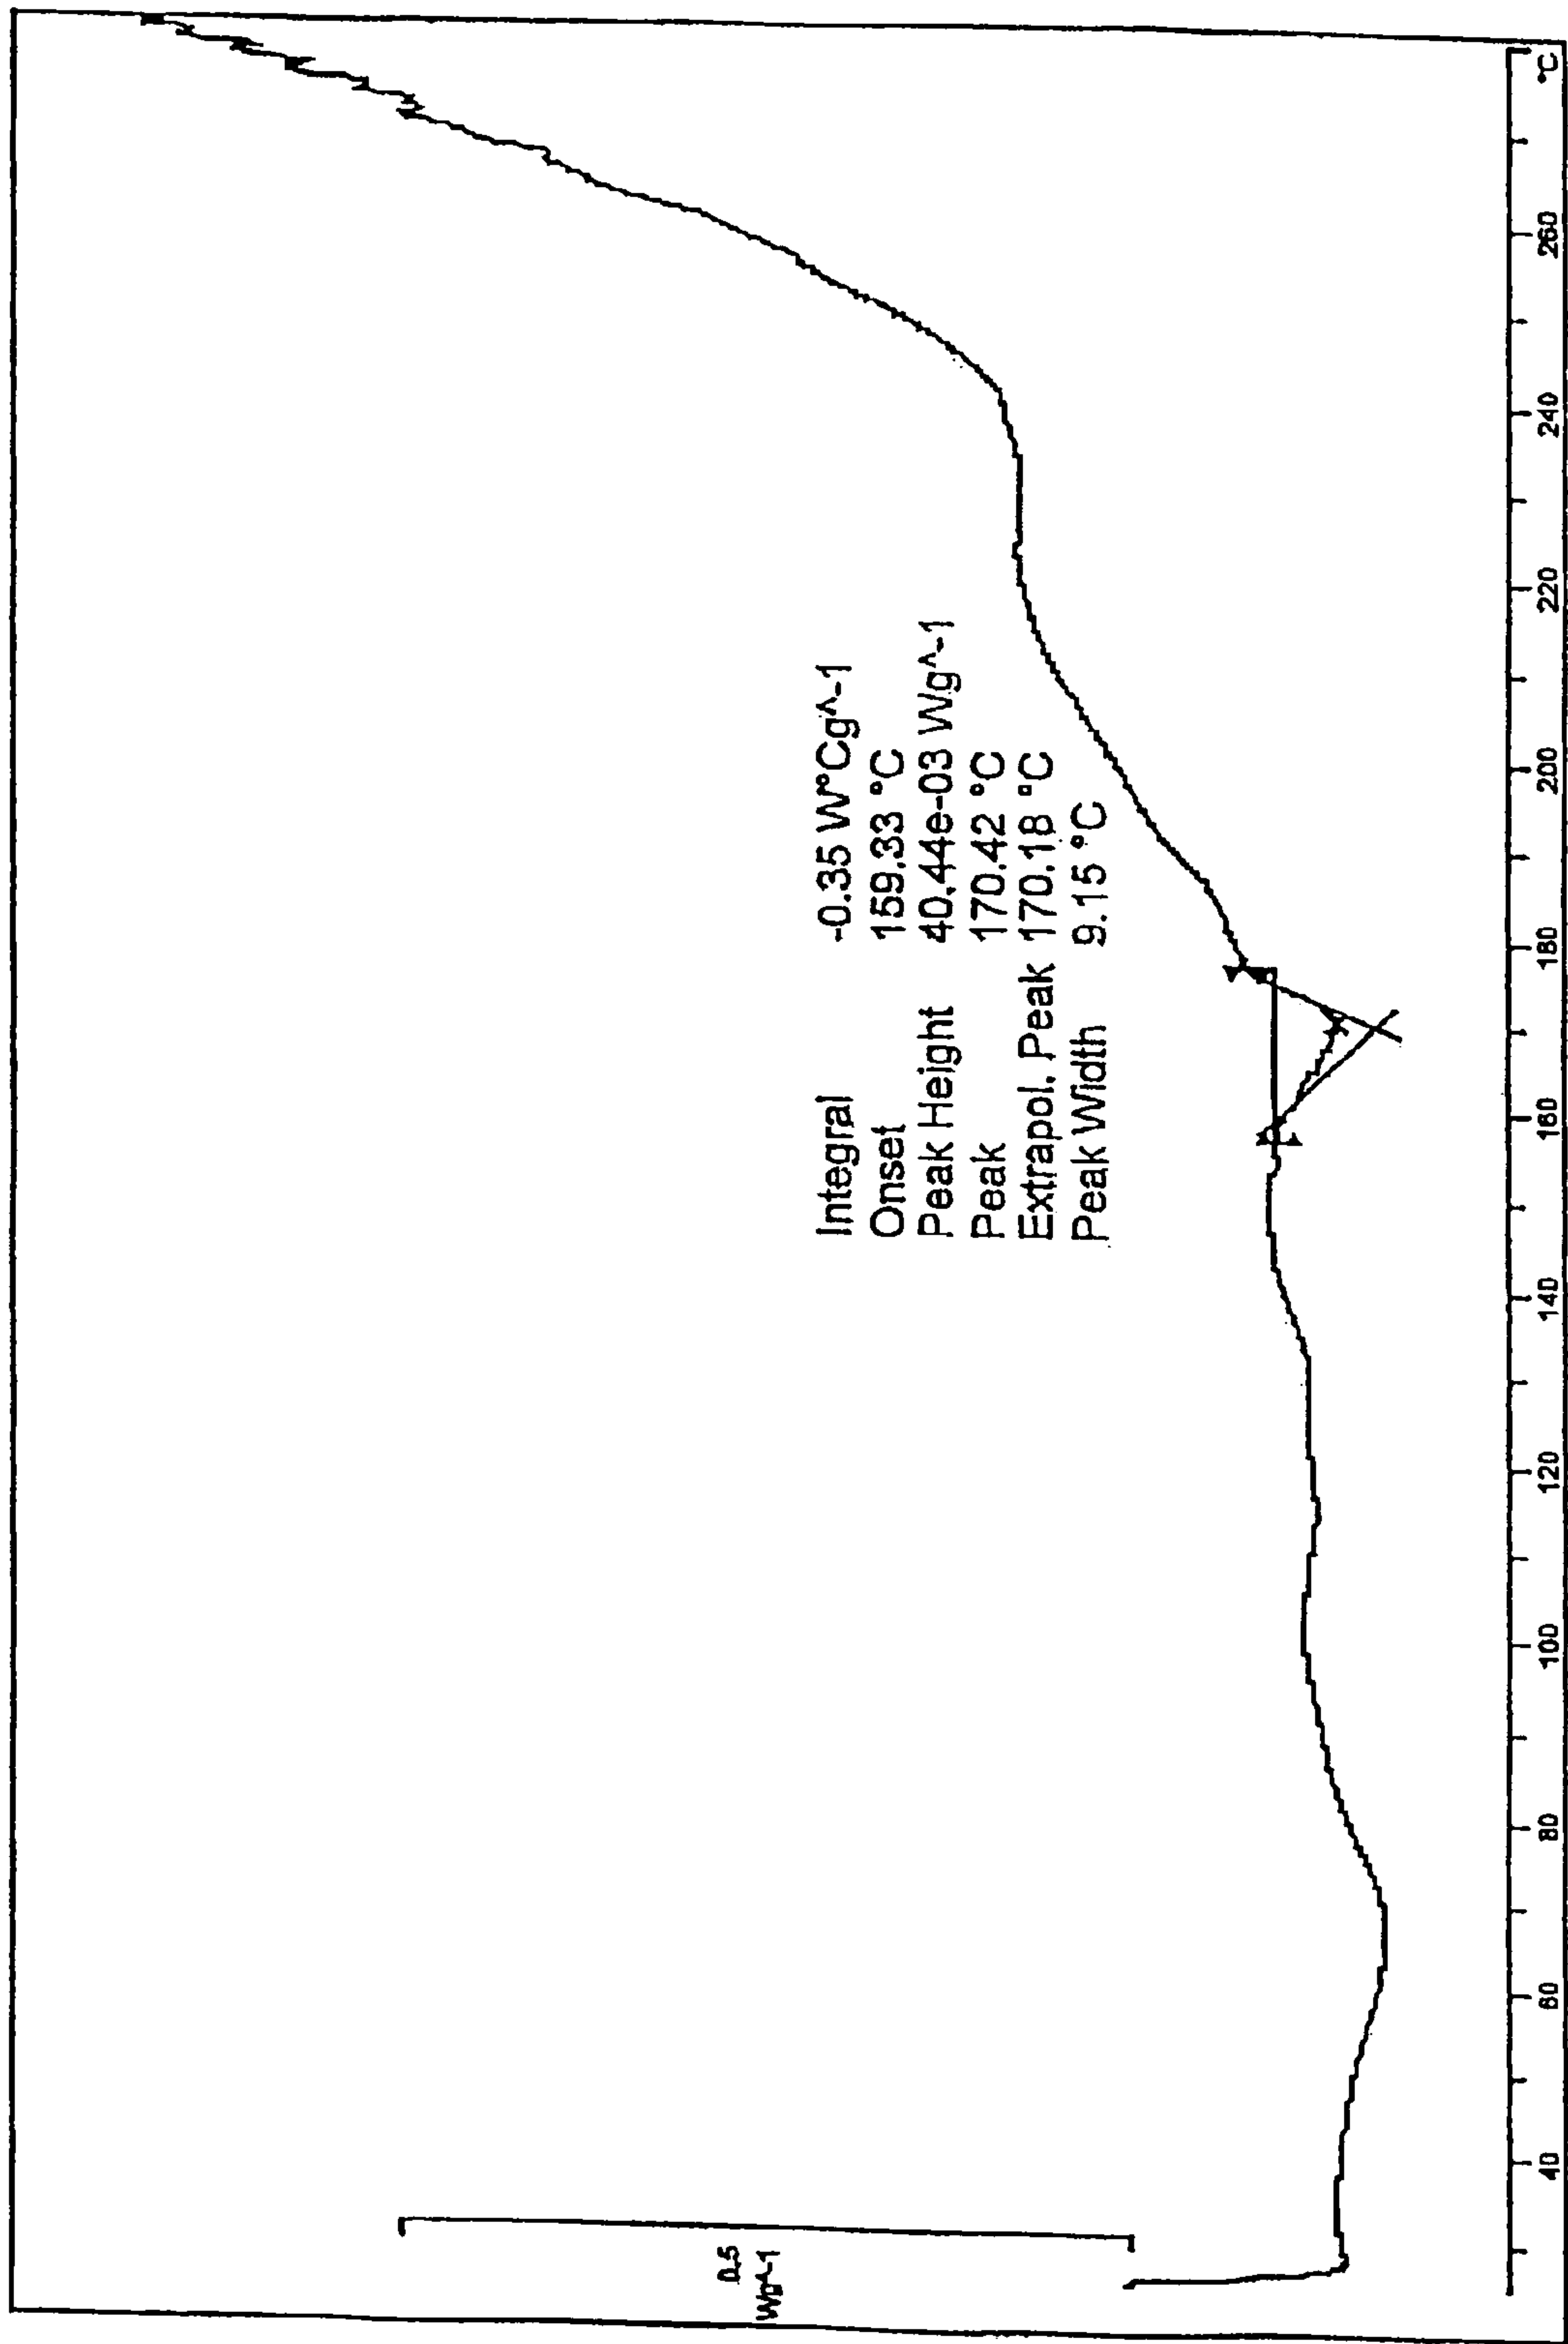 0.5
Wg^-1
Integral -0.35 W°Cg^-1
Onset 159.33 °C
Peak Height 40.44e-03 Wg^-1
Peak 170.42 °C
Extrapol. Peak 170.18 °C
Peak Width 9.15 °C
40 60 80 100 120 140 160 180 200 220 240 260 °C